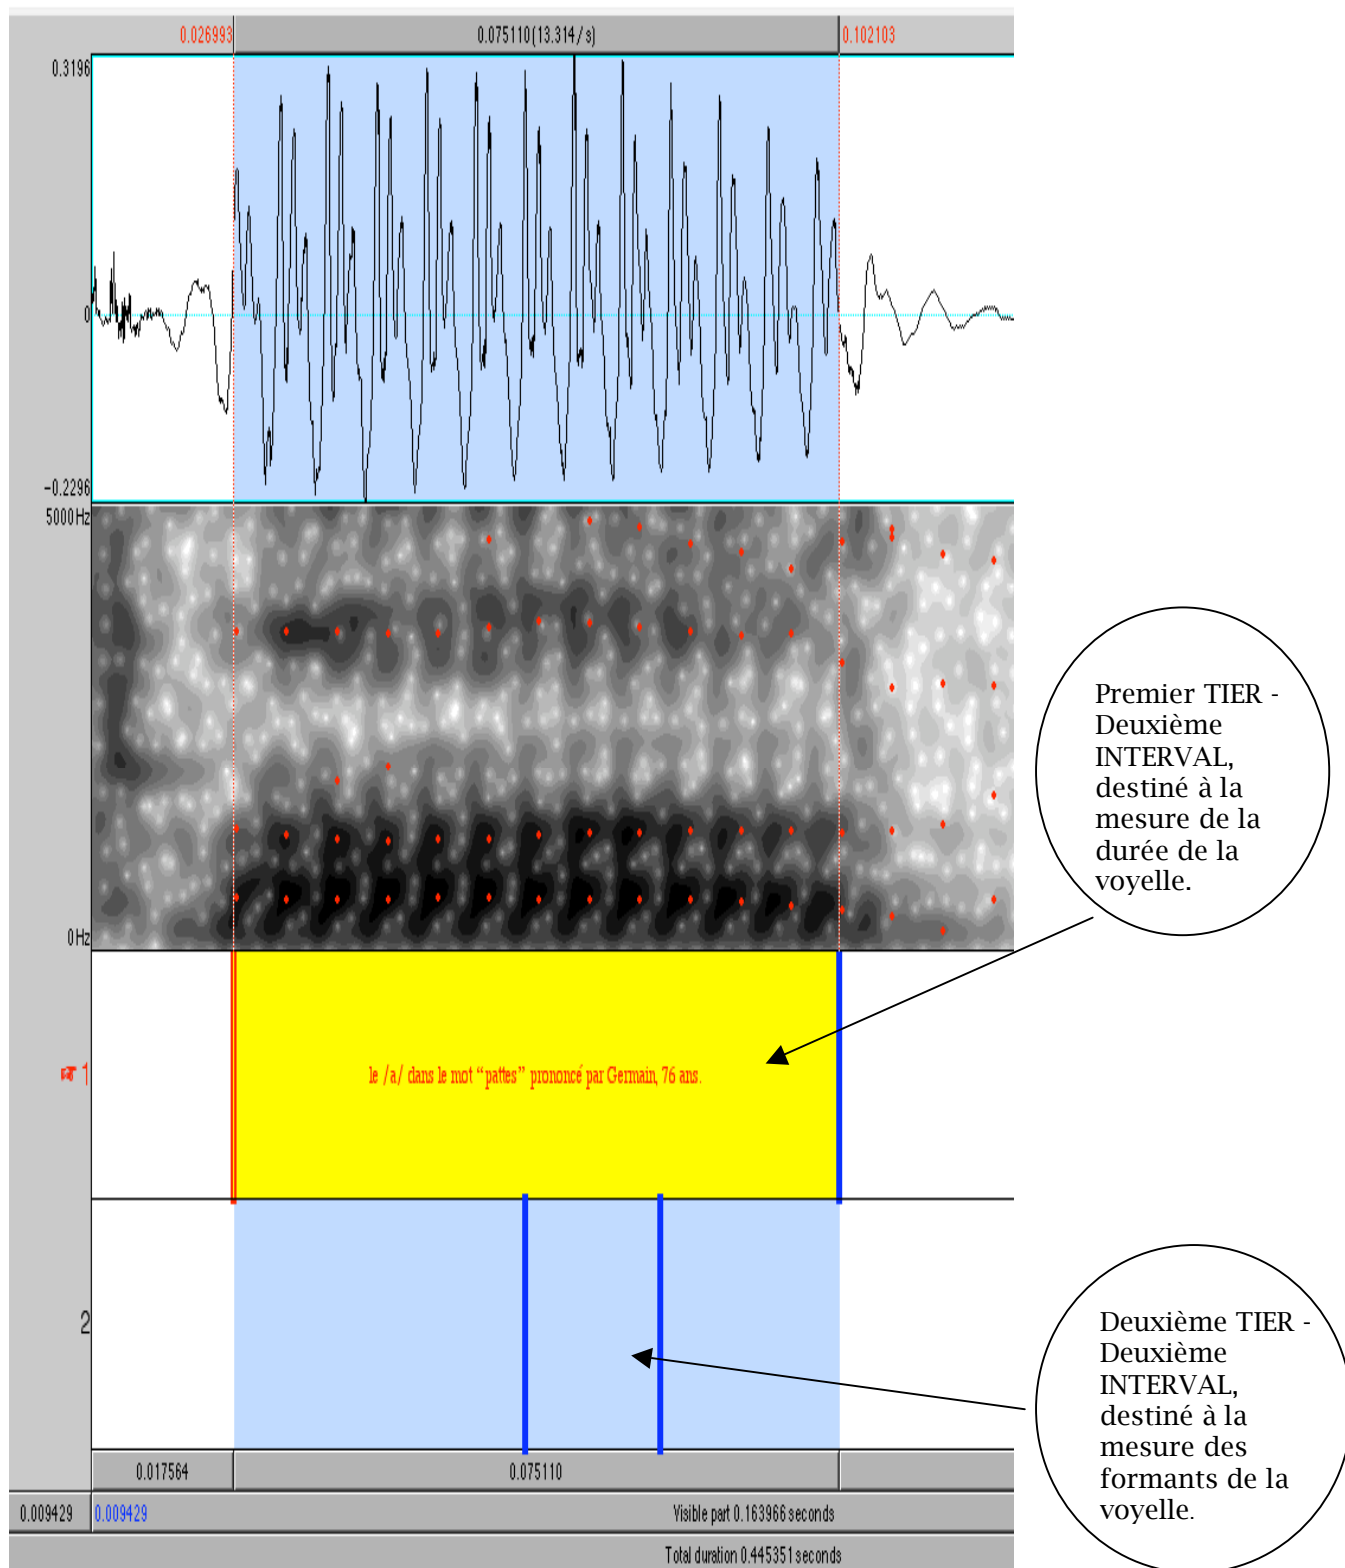 0.026993 0.075110(13.314 / s) 0.102103
0.3196
0
-0.2296
5000Hz
0Hz
Premier TIER -
Deuxième
INTERVAL,
destiné à la
mesure de la
durée de la
voyelle.
1
le /a/ dans le mot “pattes” prononcé par Germain, 76 ans.
2
Deuxième TIER -
Deuxième
INTERVAL,
destiné à la
mesure des
formants de la
voyelle.
0.017564 0.075110
0.009429 0.009429 Visible part 0.163966 seconds
Total duration 0.445351 seconds